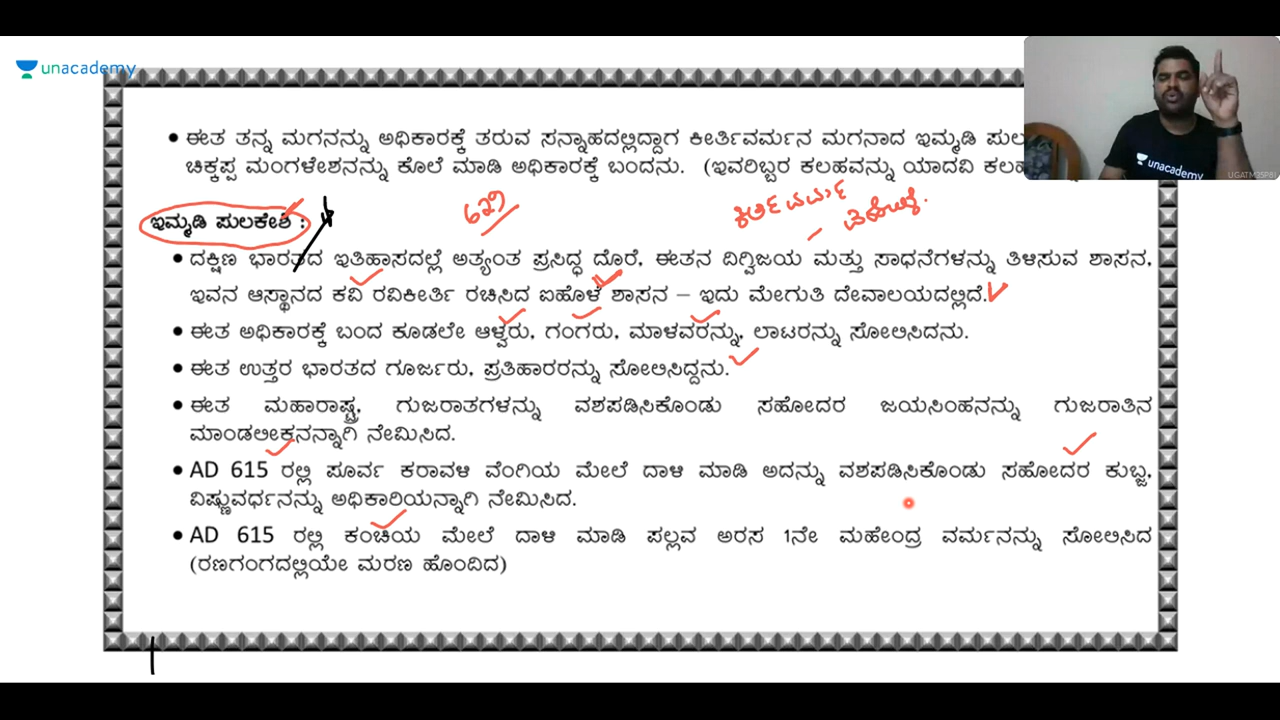 unacademy
• ಈತ ತನ್ನ ಮಗನನ್ನು ಅಧಿಕಾರಕ್ಕೆ ತರುವ ಸನ್ನಾಹದಲ್ಲಿದ್ದಾಗ ಕೀರ್ತಿವರ್ಮನ ಮಗನಾದ ಇಮ್ಮಡಿ
ಚಿಕ್ಕಪ್ಪ ಮಂಗಳೇಶನನ್ನು ಕೊಲೆ ಮಾಡಿ ಅಧಿಕಾರಕ್ಕೆ ಬಂದನು. (ಇವರಿಬ್ಬರ ಕಲಹವನ್ನು ಯಾದವಿ
unacademy
UGATM35P81
ಇಮ್ಮಡಿ ಪುಲಕೇಶಿ :
• ದಕ್ಷಿಣ ಭಾರತದ ಇತಿಹಾಸದಲ್ಲೆ ಅತ್ಯಂತ ಪ್ರಸಿದ್ಧ ದೊರೆ, ಈತನ ದಿಗ್ವಿಜಯ ಮತ್ತು ಸಾಧನೆಗಳನ್ನು ತಿಳಿಸುವ ಶಾಸನ,
ಇವನ ಆಸ್ಥಾನದ ಕವಿ ರವಿಕೀರ್ತಿ ರಚಿಸಿದ ಐಹೊಳೆ ಶಾಸನ – ಇದು ಮೇಗುತಿ ದೇವಾಲಯದಲ್ಲಿದೆ.
• ಈತ ಅಧಿಕಾರಕ್ಕೆ ಬಂದ ಕೂಡಲೇ ಆಳ್ವರು, ಗಂಗರು, ಮಾಳವರನ್ನು, ಲಾಟರನ್ನು ಸೋಲಿಸಿದನು.
• ಈತ ಉತ್ತರ ಭಾರತದ ಗೂರ್ಜರು, ಪ್ರತಿಹಾರರನ್ನು ಸೋಲಿಸಿದ್ದನು.
• ಈತ ಮಹಾರಾಷ್ಟ್ರ, ಗುಜರಾತಗಳನ್ನು ವಶಪಡಿಸಿಕೊಂಡು ಸಹೋದರ ಜಯಸಿಂಹನನ್ನು ಗುಜರಾತಿನ
ಮಾಂಡಲೀಕನನ್ನಾಗಿ ನೇಮಿಸಿದ.
• AD 615 ರಲ್ಲಿ ಪೂರ್ವ ಕರಾವಳಿ ವೆಂಗಿಯ ಮೇಲೆ ದಾಳಿ ಮಾಡಿ ಅದನ್ನು ವಶಪಡಿಸಿಕೊಂಡು ಸಹೋದರ ಕುಬ್ಜ,
ವಿಷ್ಣುವರ್ಧನನ್ನು ಅಧಿಕಾರಿಯನ್ನಾಗಿ ನೇಮಿಸಿದ.
• AD 615 ರಲ್ಲಿ ಕಂಚಿಯ ಮೇಲೆ ದಾಳಿ ಮಾಡಿ ಪಲ್ಲವ ಅರಸ 1ನೇ ಮಹೇಂದ್ರ ವರ್ಮನನ್ನು ಸೋಲಿಸಿದ
(ರಣಗಂಗದಲ್ಲಿಯೇ ಮರಣ ಹೊಂದಿದ)